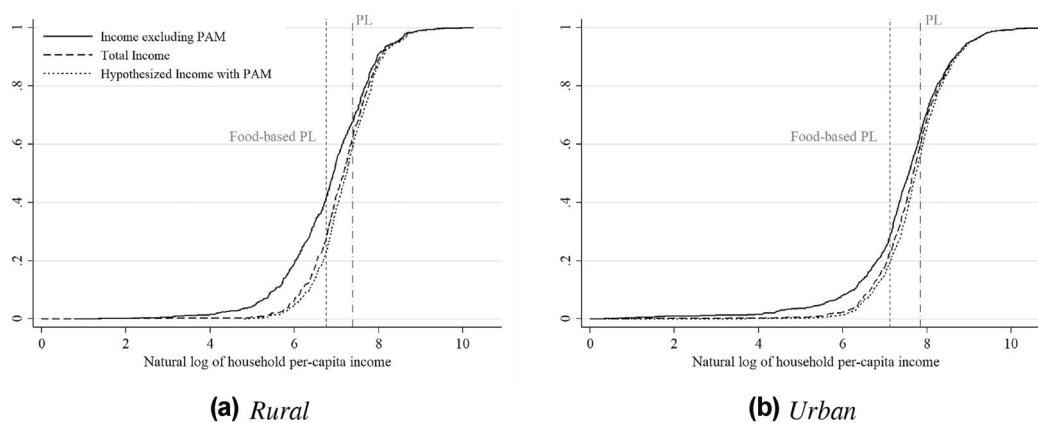 PL
Income excluding PAM
Total Income
Hypothesized Income with PAM
Food-based PL
0
.2
.4
.6
.8
1
0
2
4
6
8
10
Natural log of household per-capita income
(a) Rural
PL
Food-based PL
0
.2
.4
.6
.8
1
0
2
4
6
8
10
Natural log of household per-capita income
(b) Urban